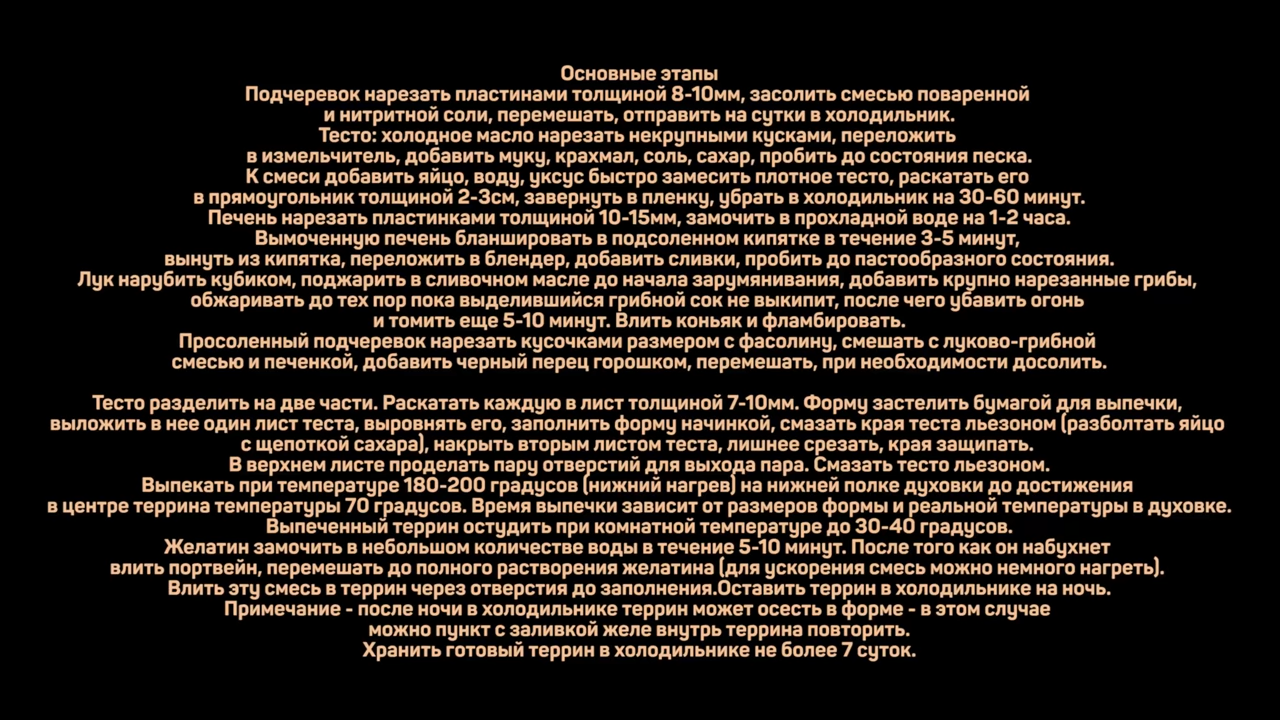 Основные этапы
Подчеревок нарезать пластинами толщиной 8-10мм, засолить смесью поваренной
и нитритной соли, перемешать, отправить на сутки в холодильник.
Тесто: холодное масло нарезать некрупными кусками, переложить
в измельчитель, добавить муку, крахмал, соль, сахар, пробить до состояния песка.
К смеси добавить яйцо, воду, уксус быстро замесить плотное тесто, раскатать его
в прямоугольник толщиной 2-3см, завернуть в пленку, убрать в холодильник на 30-60 минут.
Печень нарезать пластинками толщиной 10-15мм, замочить в прохладной воде на 1-2 часа.
Вымоченную печень бланшировать в подсоленном кипятке в течение 3-5 минут,
вынуть из кипятка, переложить в блендер, добавить сливки, пробить до пастообразного состояния.
Лук нарубить кубиком, поджарить в сливочном масле до начала зарумянивания, добавить крупно нарезанные грибы,
обжаривать до тех пор пока выделившийся грибной сок не выкипит, после чего убавить огонь
и томить еще 5-10 минут. Влить коньяк и фламбировать.
Просоленный подчеревок нарезать кусочками размером с фасолину, смешать с луково-грибной
смесью и печенкой, добавить черный перец горошком, перемешать, при необходимости досолить.
Тесто разделить на две части. Раскатать каждую в лист толщиной 7-10мм. Форму застелить бумагой для выпечки,
выложить в нее один лист теста, выровнять его, заполнить форму начинкой, смазать края теста льезоном (разболтать яйцо
с щепоткой сахара), накрыть вторым листом теста, лишнее срезать, края защипать.
В верхнем листе проделать пару отверстий для выхода пара. Смазать тесто льезоном.
Выпекать при температуре 180-200 градусов (нижний нагрев) на нижней полке духовки до достижения
в центре террина температуры 70 градусов. Время выпечки зависит от размеров формы и реальной температуры в духовке.
Выпеченный террин остудить при комнатной температуре до 30-40 градусов.
Желатин замочить в небольшом количестве воды в течение 5-10 минут. После того как он набухнет
влить портвейн, перемешать до полного растворения желатина (для ускорения смесь можно немного нагреть).
Влить эту смесь в террин через отверстия до заполнения.Оставить террин в холодильнике на ночь.
Примечание - после ночи в холодильнике террин может осесть в форме - в этом случае
можно пункт с заливкой желе внутрь террина повторить.
Хранить готовый террин в холодильнике не более 7 суток.